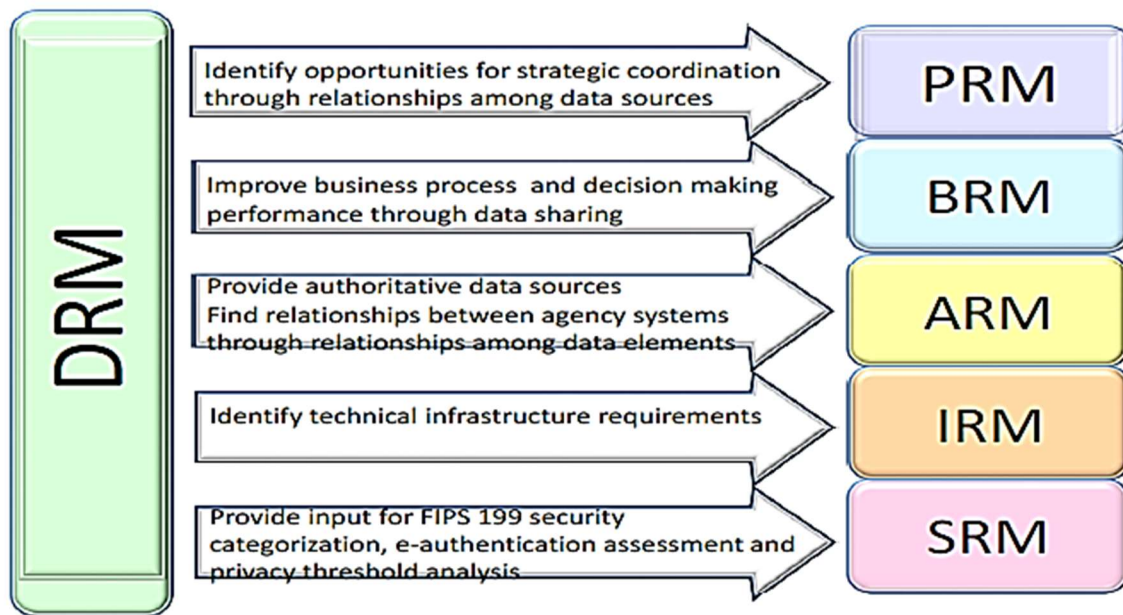 DRM
Identify opportunities for strategic coordination
through relationships among data sources
PRM
Improve business process and decision making
performance through data sharing
BRM
Provide authoritative data sources
Find relationships between agency systems
through relationships among data elements
ARM
Identify technical infrastructure requirements
IRM
Provide input for FIPS 199 security
categorization, e-authentication assessment and
privacy threshold analysis
SRM